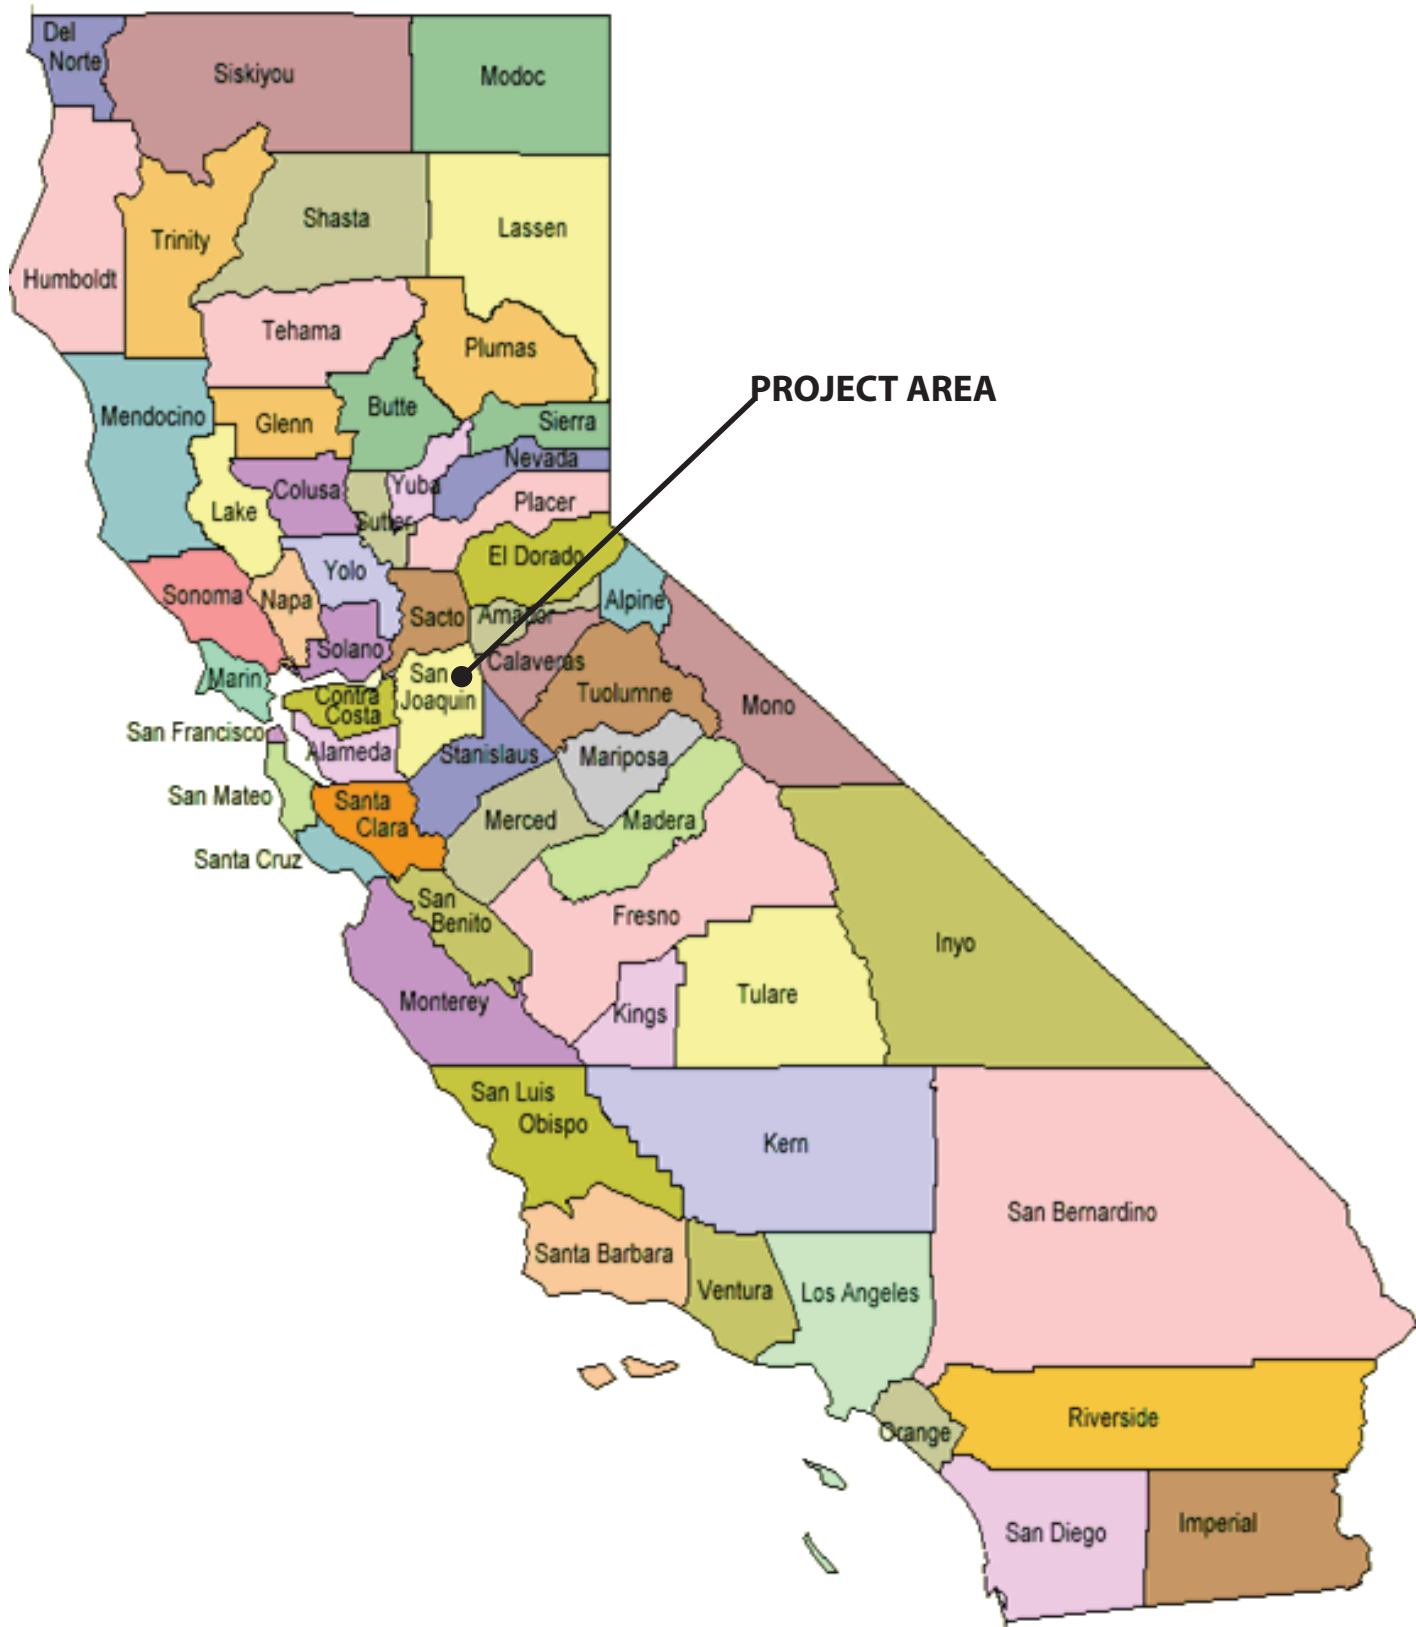 Del
Norte
Siskiyou
Modoc
Shasta
Lassen
Trinity
Humboldt
Tehama
Plumas
PROJECT AREA
Butte
Mendocino
Glenn
Sierra
Nevada
Yuba
Colusa
Placer
Lake
Sutter
El Dorado
Yolo
Sonoma
Napa
Alpine
Sacto
Amador
Solano
Calaveras
San
Joaquin
Marin
Contra
Costa
Tuolumne
Mono
San Francisco
Alameda
Stanislaus
Mariposa
San Mateo
Santa
Clara
Merced
Madera
Santa Cruz
San
Benito
Fresno
Inyo
Monterey
Kings
Tulare
San Luis
Obispo
Kern
San Bernardino
Santa Barbara
Ventura
Los Angeles
Riverside
Orange
San Diego
Imperial